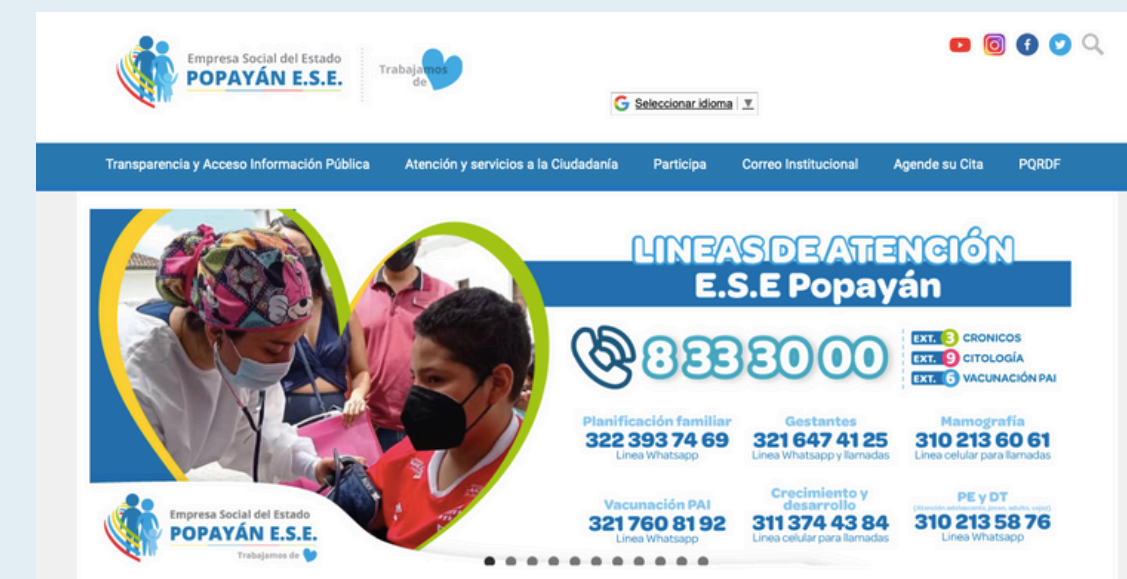 Empresa Social del Estado
POPAYÁN E.S.E.
Trabajamos
de
Seleccionar idioma
Transparencia y Acceso Información Pública
Atención y servicios a la Ciudadanía
Participa
Correo Institucional
Agende su Cita
PQRDF
LINEAS DE ATENCIÓN
E.S.E Popayán
8 33 30 00
EXT. 3 CRONICOS
EXT. 9 CITOLOGÍA
EXT. 6 VACUNACIÓN PAI
Planificación familiar
322 393 74 69
Linea Whatsapp
Gestantes
321 647 41 25
Linea Whatsapp y llamadas
Mamografía
310 213 60 61
Linea celular para llamadas
Vacunación PAI
321 760 81 92
Linea Whatsapp
Crecimiento y
desarrollo
311 374 43 84
Linea celular para llamadas
PE y DT
(Atención adolescente, joven, adulto, vejez)
310 213 58 76
Linea Whatsapp
Empresa Social del Estado
POPAYÁN E.S.E.
Trabajamos de